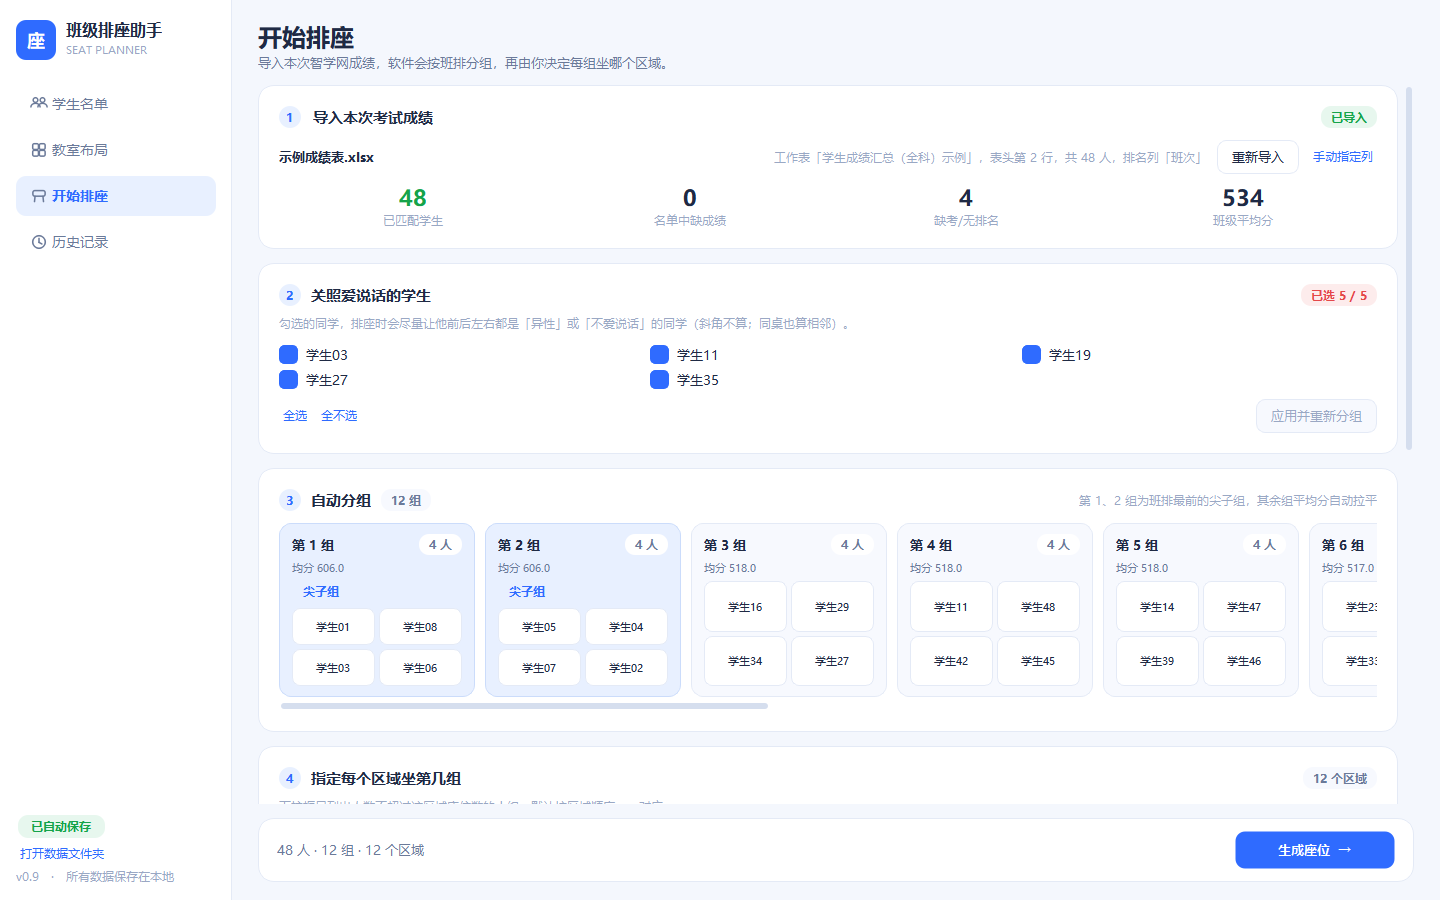 座
班级排座助手
SEAT PLANNER
学生名单
教室布局
开始排座
历史记录
已自动保存
打开数据文件夹
v0.9 · 所有数据保存在本地
开始排座
导入本次智学网成绩，软件会按班排分组，再由你决定每组坐哪个区域。
1 导入本次考试成绩 已导入
示例成绩表.xlsx 工作表「学生成绩汇总（全科）示例」，表头第 2 行，共 48 人，排名列「班次」 重新导入 手动指定列
48 0 4 534
已匹配学生 名单中缺成绩 缺考/无排名 班级平均分
2 关照爱说话的学生 已选 5 / 5
勾选的同学，排座时会尽量让他前后左右都是「异性」或「不爱说话」的同学（斜角不算；同桌也算相邻）。
学生03 学生11 学生19
学生27 学生35
全选 全不选 应用并重新分组
3 自动分组 12 组 第 1、2 组为班排最前的尖子组，其余组平均分自动拉平
第 1 组 4 人
均分 606.0
尖子组
学生01 学生08
学生03 学生06
第 2 组 4 人
均分 606.0
尖子组
学生05 学生04
学生07 学生02
第 3 组 4 人
均分 518.0
学生16 学生29
学生34 学生27
第 4 组 4 人
均分 518.0
学生11 学生48
学生42 学生45
第 5 组 4 人
均分 518.0
学生14 学生47
学生39 学生46
第 6 组
均分 517.0
4 指定每个区域坐第几组 12 个区域
48 人 · 12 组 · 12 个区域 生成座位 →